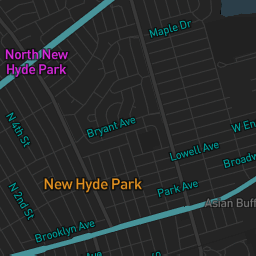 Maple Dr
North New
Hyde Park
N 4th St
Bryant Ave
W En
Lowell Ave
Broadw
New Hyde Park
Park Ave
N 2nd St
Asian Buff
Brooklyn Ave
Ave